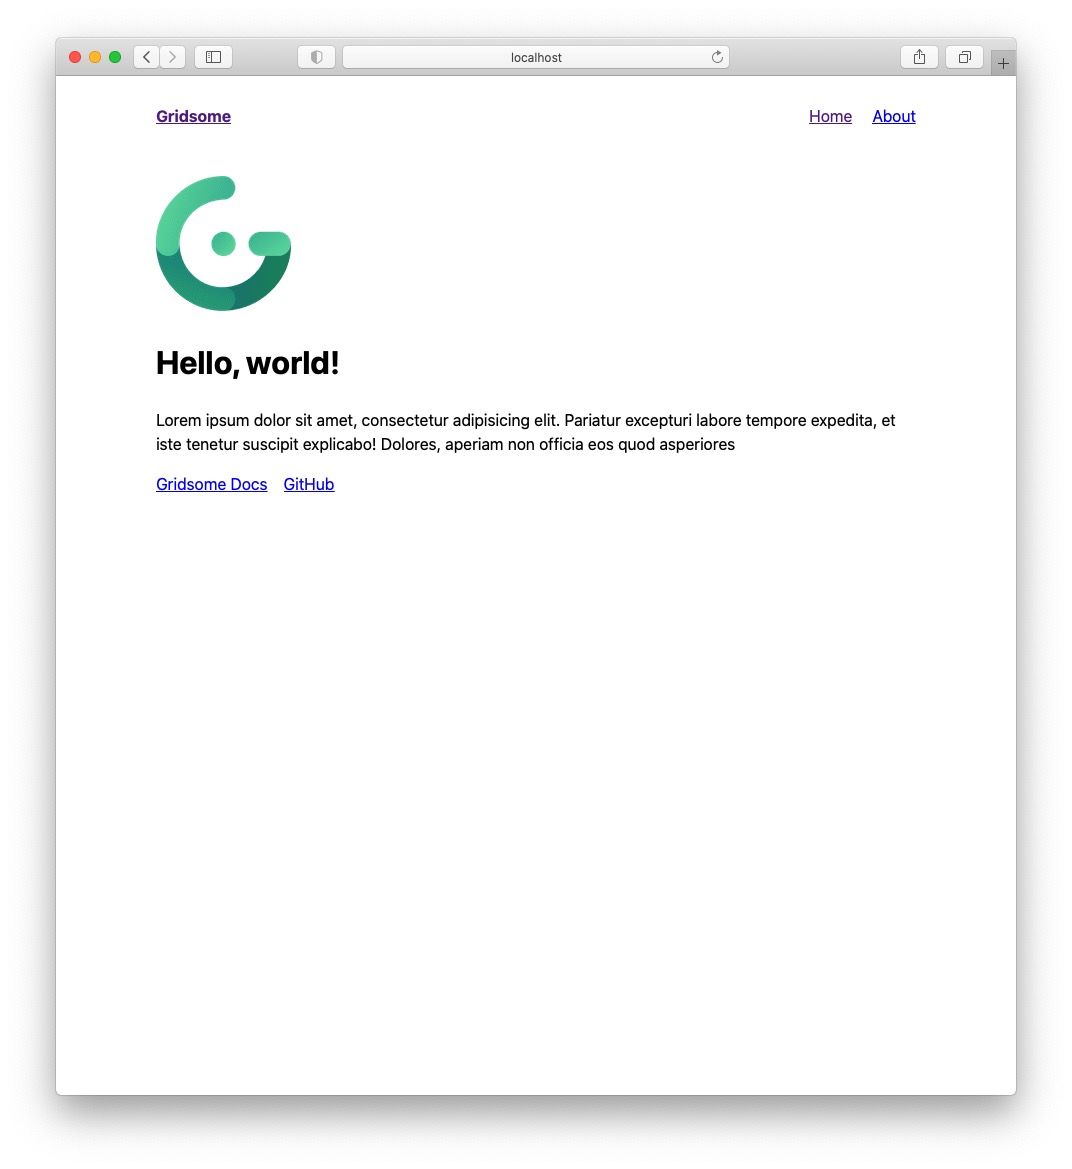 localhost
Gridsome
Home About
Hello, world!
Lorem ipsum dolor sit amet, consectetur adipisicing elit. Pariatur excepturi labore tempore expedita, et
iste tenetur suscipit explicabo! Dolores, aperiam non officia eos quod asperiores
Gridsome Docs GitHub